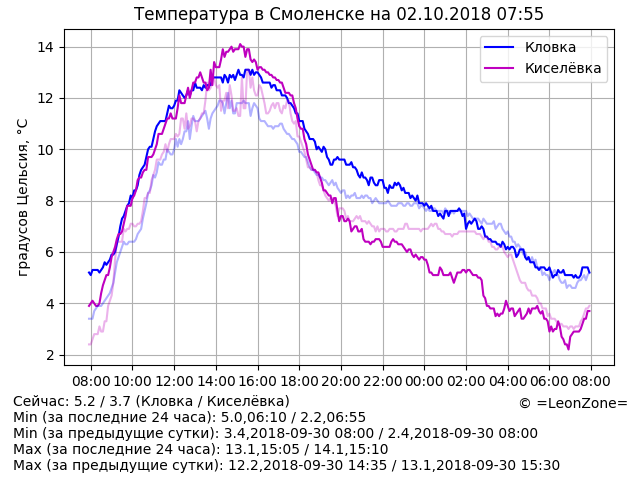 Температура в Смоленске на 02.10.2018 07:55
градусов Цельсия, °C
14
12
10
8
6
4
2
Кловка
Киселёвка
08:00 10:00 12:00 14:00 16:00 18:00 20:00 22:00 00:00 02:00 04:00 06:00 08:00
Сейчас: 5.2 / 3.7 (Кловка / Киселёвка)
© =LeonZone=
Min (за последние 24 часа): 5.0,06:10 / 2.2,06:55
Min (за предыдущие сутки): 3.4,2018-09-30 08:00 / 2.4,2018-09-30 08:00
Max (за последние 24 часа): 13.1,15:05 / 14.1,15:10
Max (за предыдущие сутки): 12.2,2018-09-30 14:35 / 13.1,2018-09-30 15:30